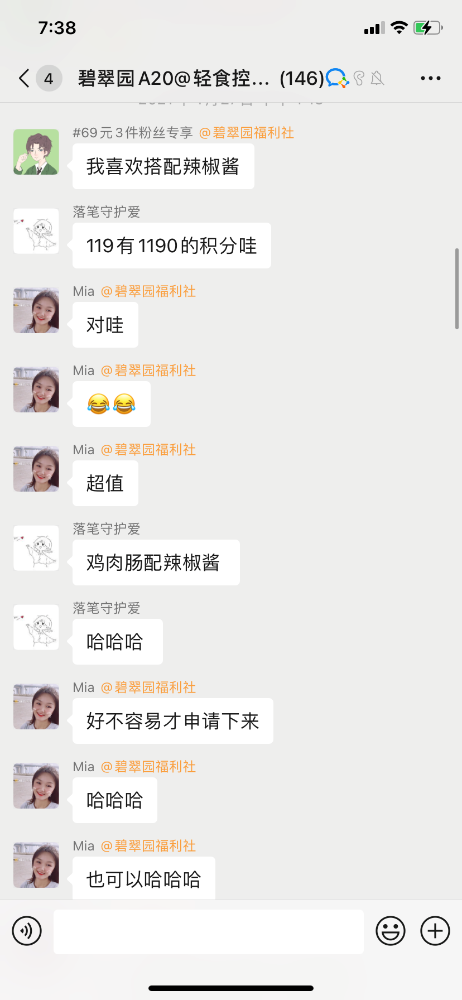 7:38
4
碧翠园A20@轻食控... (146)
#69元3件粉丝专享 @碧翠园福利社
我喜欢搭配辣椒酱
落笔守护爱
119有1190的积分哇
Mia @碧翠园福利社
对哇
Mia @碧翠园福利社
😂😂
Mia @碧翠园福利社
超值
落笔守护爱
鸡肉肠配辣椒酱
落笔守护爱
哈哈哈
Mia @碧翠园福利社
好不容易才申请下来
Mia @碧翠园福利社
哈哈哈
Mia @碧翠园福利社
也可以哈哈哈